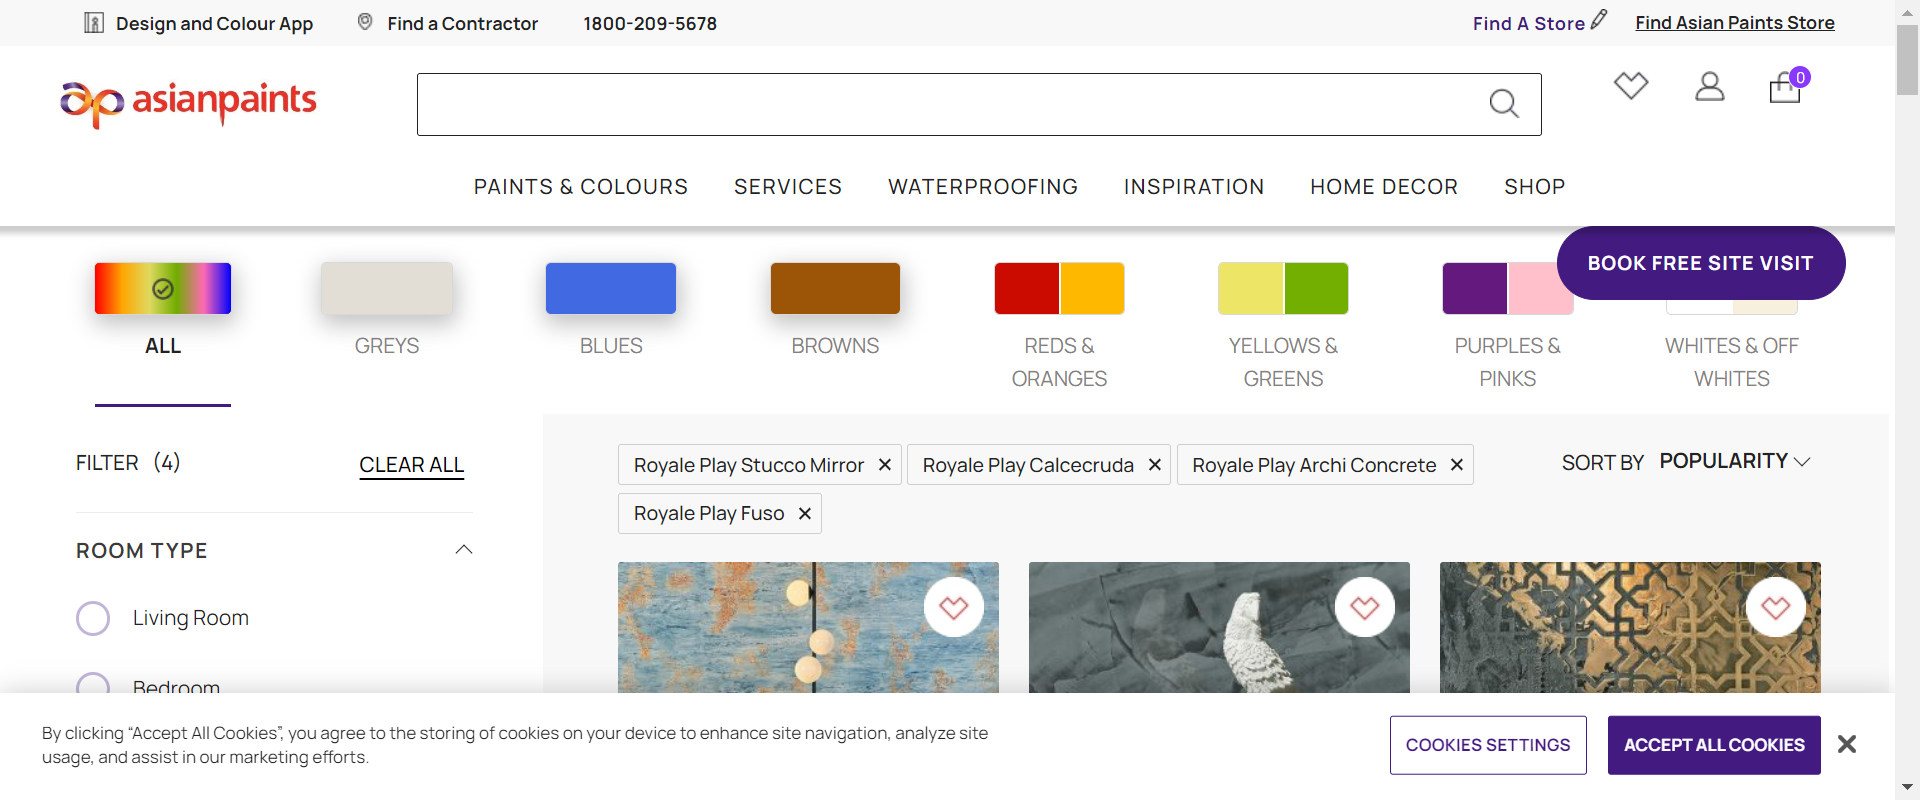 Design and Colour App
Find a Contractor
1800-209-5678
Find A Store
Find Asian Paints Store
asianpaints
0
PAINTS & COLOURS
SERVICES
WATERPROOFING
INSPIRATION
HOME DECOR
SHOP
BOOK FREE SITE VISIT
ALL
GREYS
BLUES
BROWNS
REDS &
ORANGES
YELLOWS &
GREENS
PURPLES &
PINKS
WHITES & OFF
WHITES
FILTER (4)
CLEAR ALL
Royale Play Stucco Mirror
Royale Play Calcecruda
Royale Play Archi Concrete
Royale Play Fuso
SORT BY POPULARITY
ROOM TYPE
Living Room
Bedroom
By clicking “Accept All Cookies”, you agree to the storing of cookies on your device to enhance site navigation, analyze site
usage, and assist in our marketing efforts.
COOKIES SETTINGS
ACCEPT ALL COOKIES